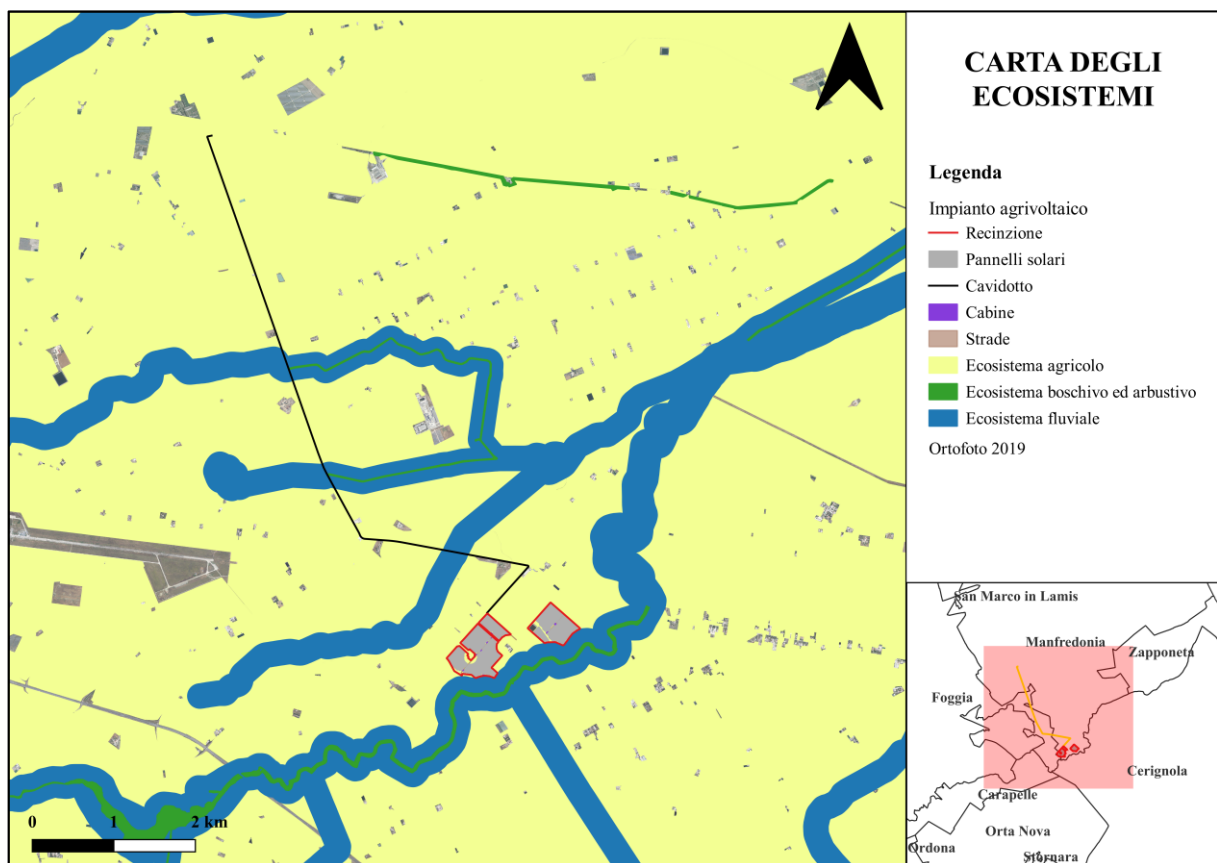 CARTA DEGLI
ECOSISTEMI
Legenda
Impianto agrivoltaico
Recinzione
Pannelli solari
Cavidotto
Cabine
Strade
Ecosistema agricolo
Ecosistema boschivo ed arbustivo
Ecosistema fluviale
Ortofoto 2019
0 1 2 km
San Marco in Lamis
Manfredonia
Zapponeta
Foggia
Cerignola
Carapelle
Orta Nova
Ordona
Stornara